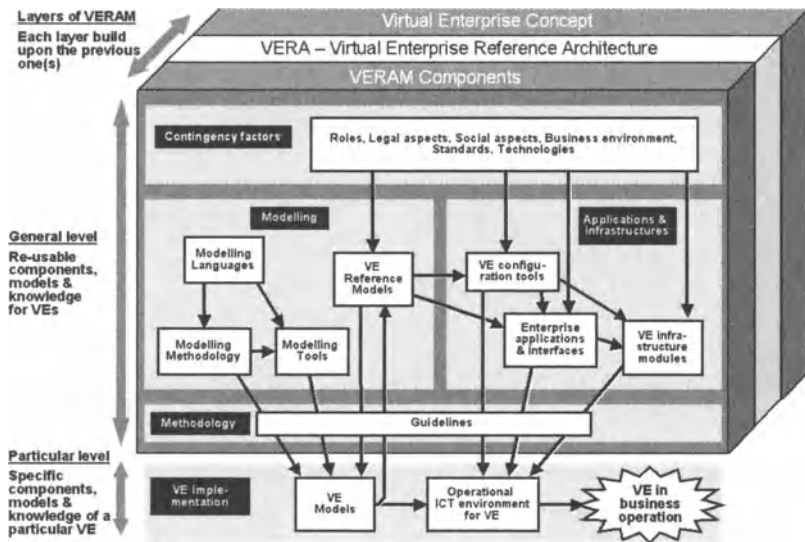 Layers of VERAM
Each layer build
upon the previous
one(s)
Virtual Enterprise Concept
VERA – Virtual Enterprise Reference Architecture
VERAM Components
Contingency factors
Roles, Legal aspects, Social aspects, Business environment,
Standards, Technologies
General level
Re-usable
components,
models &
knowledge
for VEs
Modelling
Modelling
Languages
Modelling
Methodology
Modelling
Tools
VE
Reference
Models
Applications &
Infrastructures
VE configu-
ration tools
Enterprise
applications
& interfaces
VE infra-
structure
modules
Methodology
Guidelines
Particular level
Specific
components,
models &
knowledge of a
particular VE
VE Imple-
mentation
VE
Models
Operational
ICT environment
for VE
VE in
business
operation